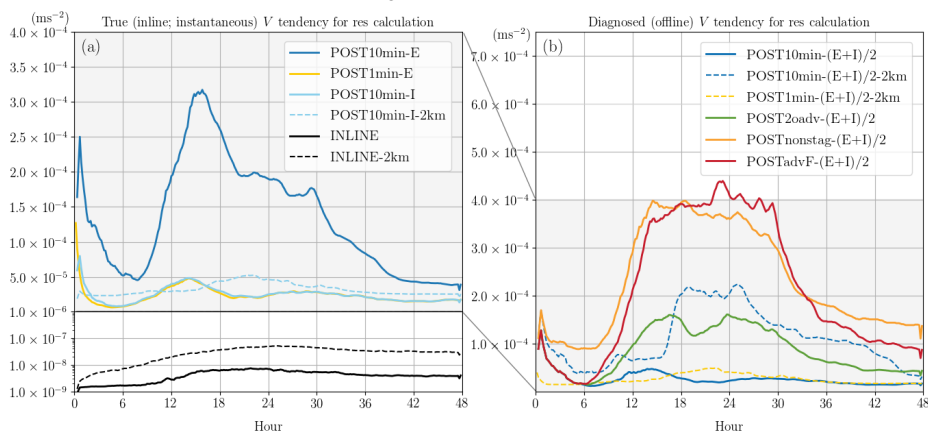 True (inline; instantaneous) V tendency for res calculation
(ms⁻²)
(a)
4.0 × 10⁻⁴
3.5 × 10⁻⁴
3.0 × 10⁻⁴
2.5 × 10⁻⁴
2.0 × 10⁻⁴
1.5 × 10⁻⁴
1.0 × 10⁻⁴
5.0 × 10⁻⁵
1.0 × 10⁻⁶
1.0 × 10⁻⁷
1.0 × 10⁻⁸
1.0 × 10⁻⁹
POST10min-E
POST1min-E
POST10min-I
POST10min-I-2km
INLINE
INLINE-2km
0 6 12 18 24 30 36 42 48
Hour
Diagnosed (offline) V tendency for res calculation
(ms⁻²)
(b)
7.0 × 10⁻⁴
6.0 × 10⁻⁴
5.0 × 10⁻⁴
4.0 × 10⁻⁴
3.0 × 10⁻⁴
2.0 × 10⁻⁴
1.0 × 10⁻⁴
POST10min-(E+I)/2
POST10min-(E+I)/2-2km
POST1min-(E+I)/2-2km
POST2oadv-(E+I)/2
POSTnonstag-(E+I)/2
POSTadvF-(E+I)/2
0 6 12 18 24 30 36 42 48
Hour